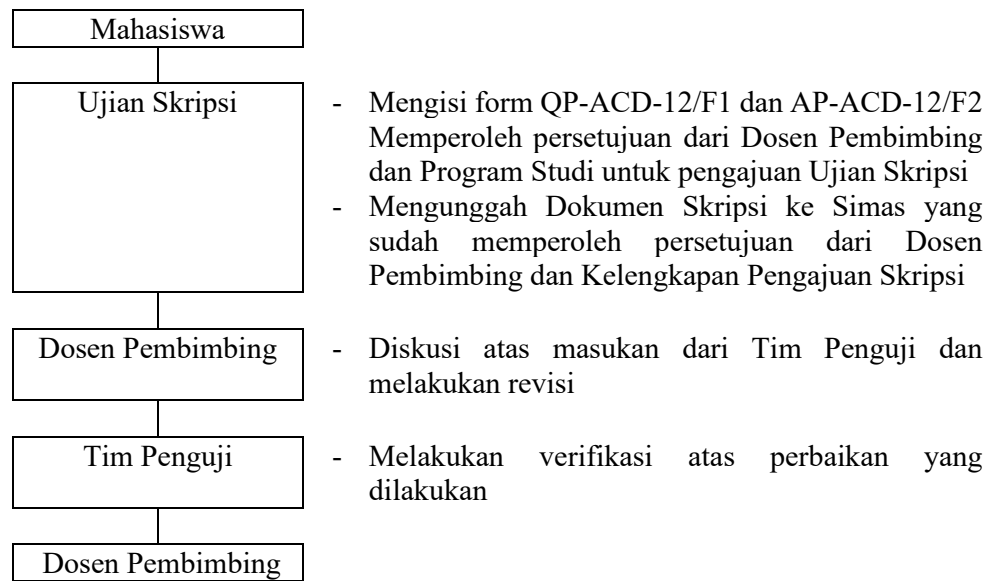 Mahasiswa
Ujian Skripsi
- Mengisi form QP-ACD-12/F1 dan AP-ACD-12/F2
Memperoleh persetujuan dari Dosen Pembimbing
dan Program Studi untuk pengajuan Ujian Skripsi
- Mengunggah Dokumen Skripsi ke Simas yang
sudah memperoleh persetujuan dari Dosen
Pembimbing dan Kelengkapan Pengajuan Skripsi
Dosen Pembimbing
- Diskusi atas masukan dari Tim Penguji dan
melakukan revisi
Tim Penguji
- Melakukan verifikasi atas perbaikan yang
dilakukan
Dosen Pembimbing